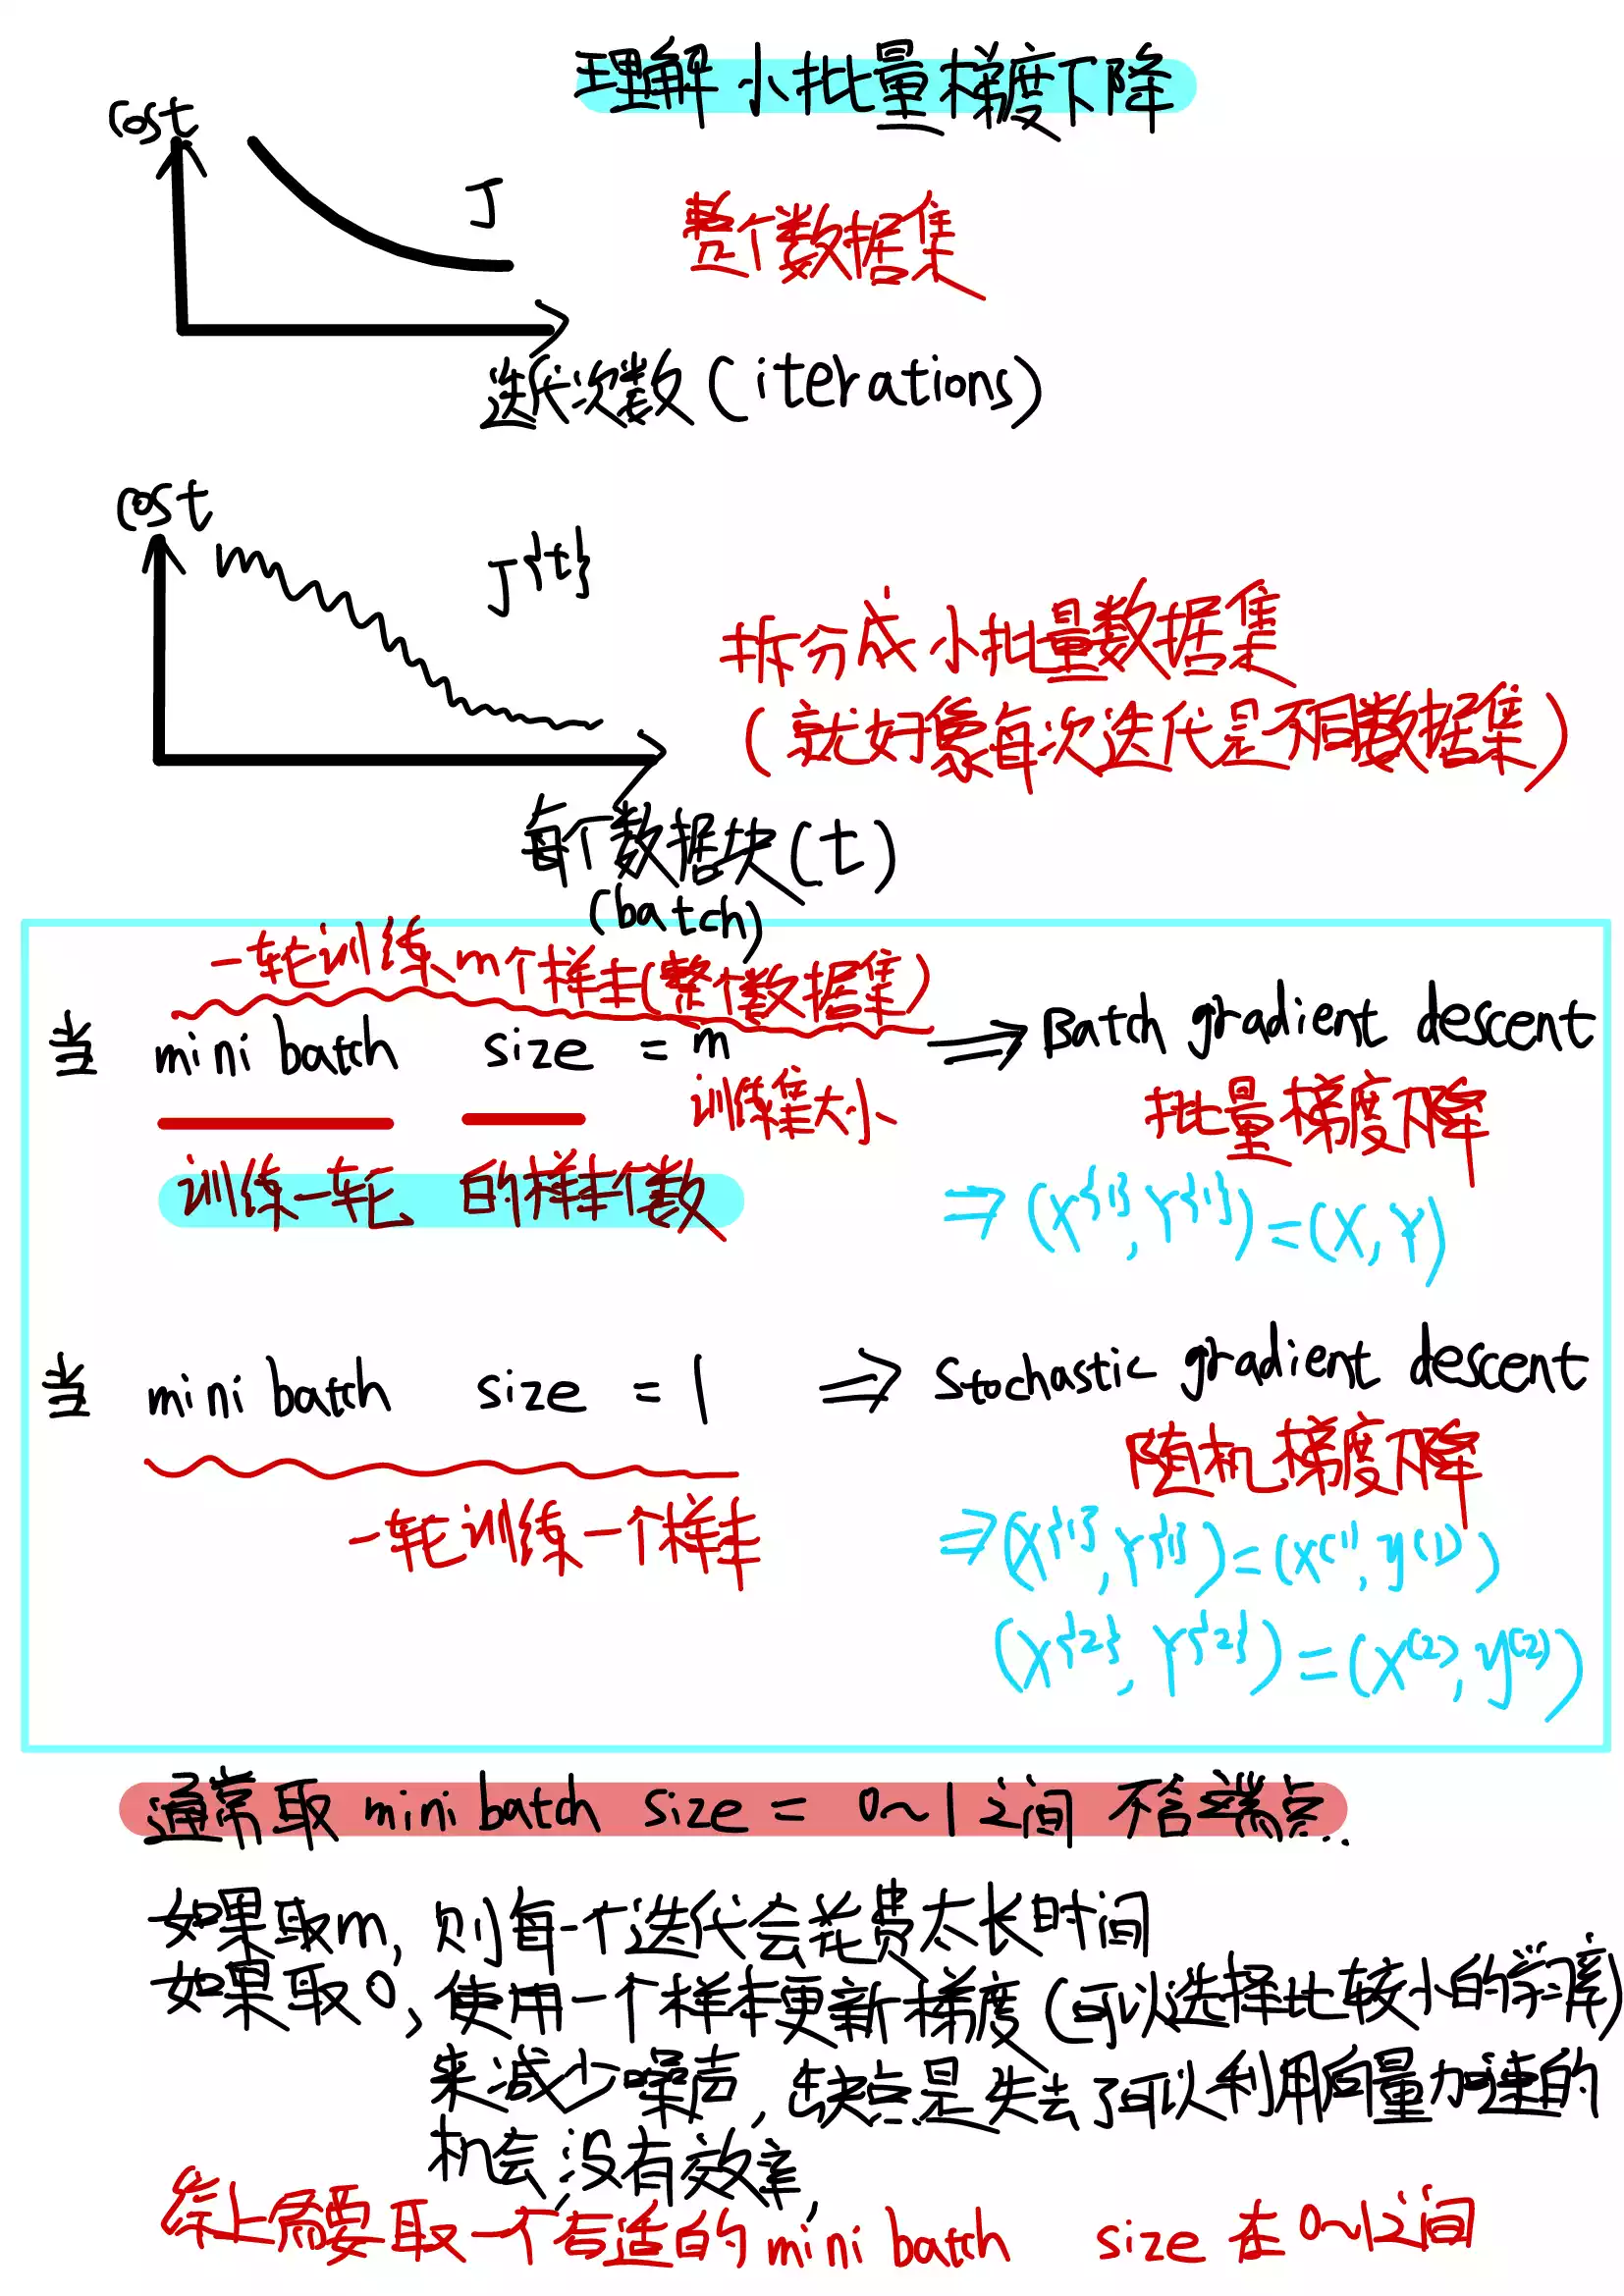 理解小批量梯度下降
cost
J
整个数据集
迭代次数(iterations)
cost
J^{t}
拆分成小批量数据集
(就好象每次迭代是不同数据集)
每个数据块(t)
(batch)
一轮训练m个样本(整个数据集)
当 mini batch size = m ⇒ Batch gradient descent
训练集大小
批量梯度下降
训练一轮 的样本个数
⇒ (X^{1}, Y^{1}) = (X, Y)
当 mini batch size = 1 ⇒ Stochastic gradient descent
随机梯度下降
一轮训练一个样本
⇒ (X^{1}, Y^{1}) = (x^(1), y^(1))
(X^{2}, Y^{2}) = (x^(2), y^(2))
通常取 mini batch size = 0~1之间 不含端点.
如果取m, 则每一个迭代会花费太长时间
如果取0, 使用一个样本更新梯度(可以选择比较小的学习率)
来减少噪声, 缺点是失去了可以利用向量加速的
机会, 没有效率,
综上需要取一个合适的mini batch size 在0~1之间